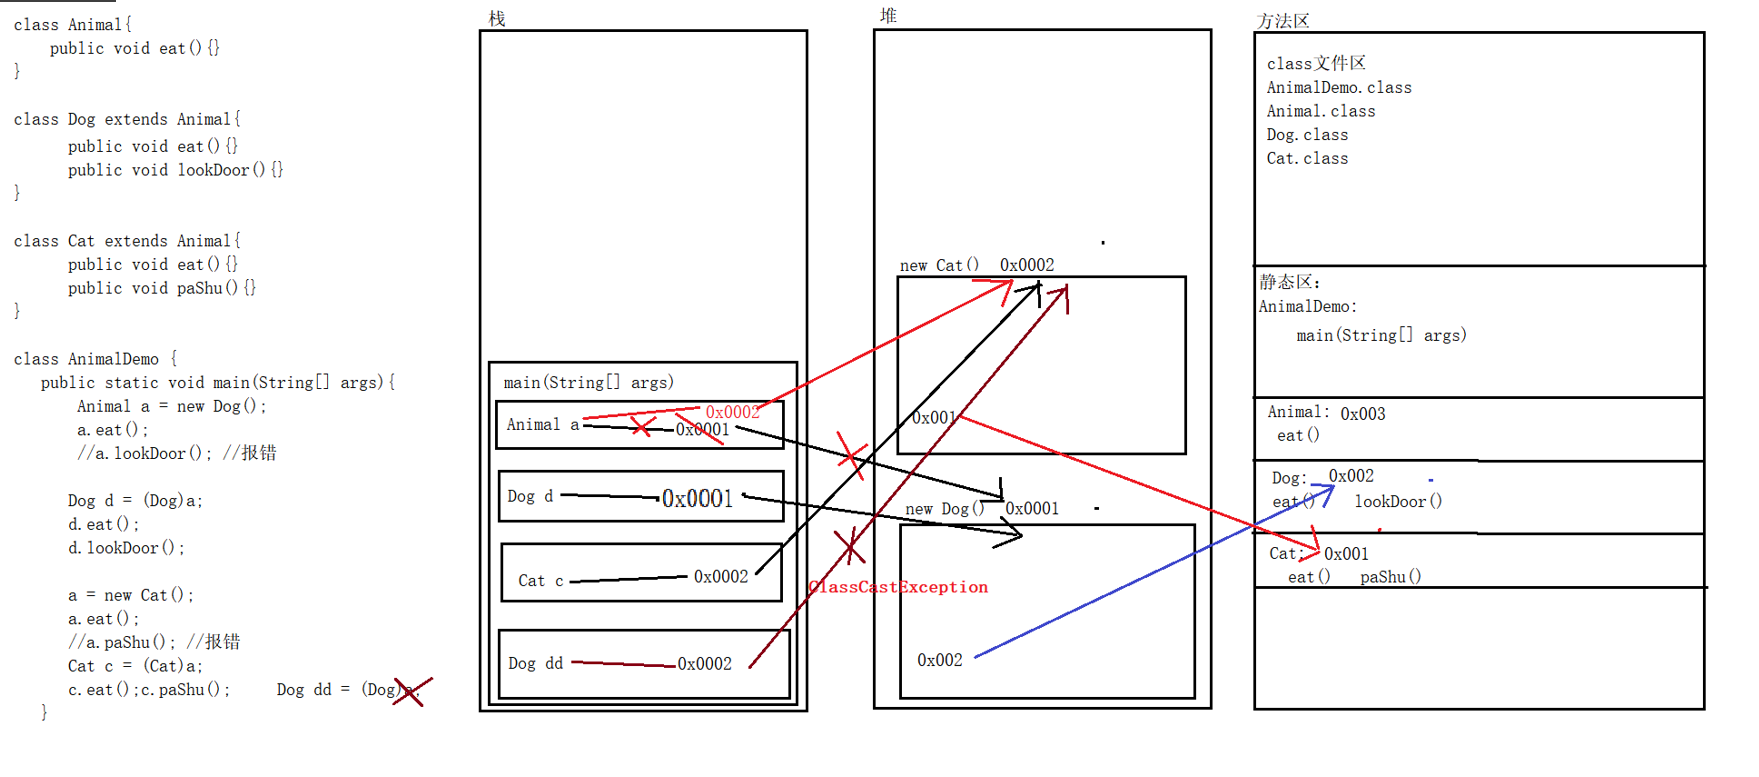 class Animal{
public void eat(){}
}
class Dog extends Animal{
public void eat(){}
public void lookDoor(){}
}
class Cat extends Animal{
public void eat(){}
public void paShu(){}
}
class AnimalDemo {
public static void main(String[] args){
Animal a = new Dog();
a.eat();
//a.lookDoor(); //报错
Dog d = (Dog)a;
d.eat();
d.lookDoor();
a = new Cat();
a.eat();
//a.paShu(); //报错
Cat c = (Cat)a;
c.eat();c.paShu(); Dog dd = (Dog)a;
}
栈
main(String[] args)
0x0002
Animal a 0x0001
Dog d 0x0001
Cat c 0x0002
Dog dd 0x0002
堆
new Cat() 0x0002
0x001
new Dog() 0x0001
ClassCastException
0x002
方法区
class文件区
AnimalDemo.class
Animal.class
Dog.class
Cat.class
静态区:
AnimalDemo:
main(String[] args)
Animal: 0x003
eat()
Dog: 0x002
eat() lookDoor()
Cat: 0x001
eat() paShu()